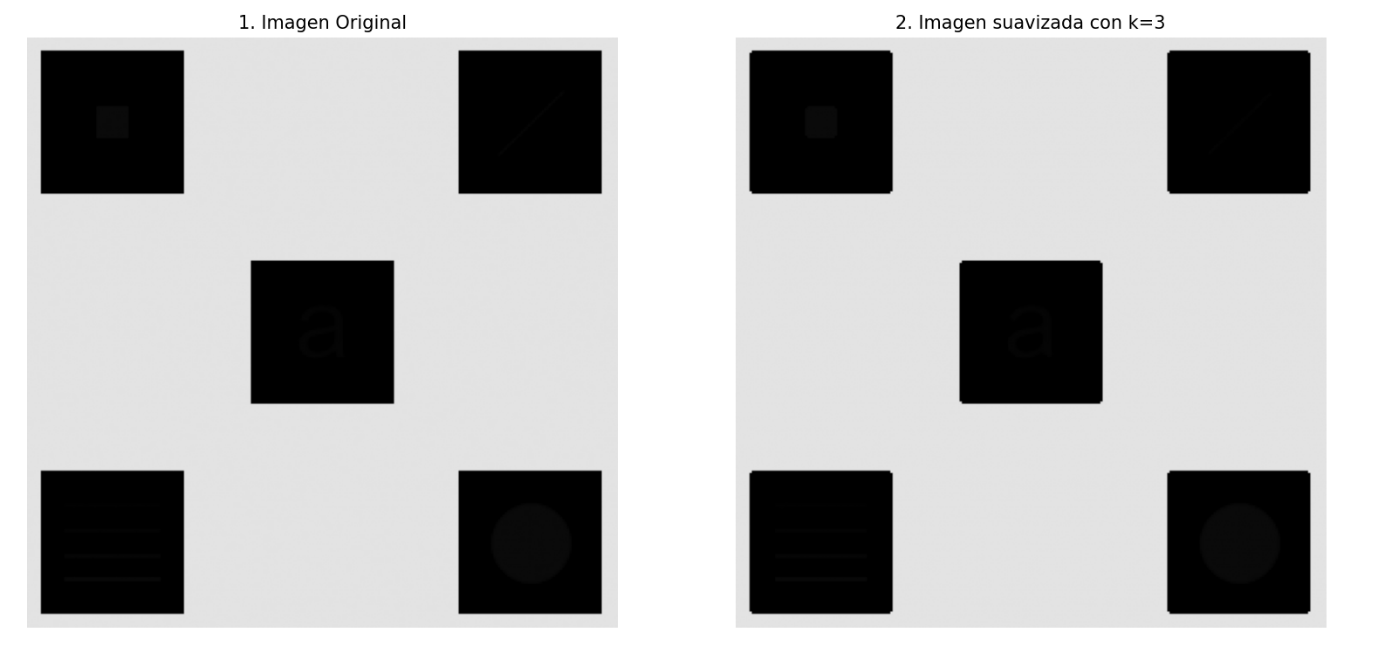 1. Imagen Original
2. Imagen suavizada con k=3
a
a